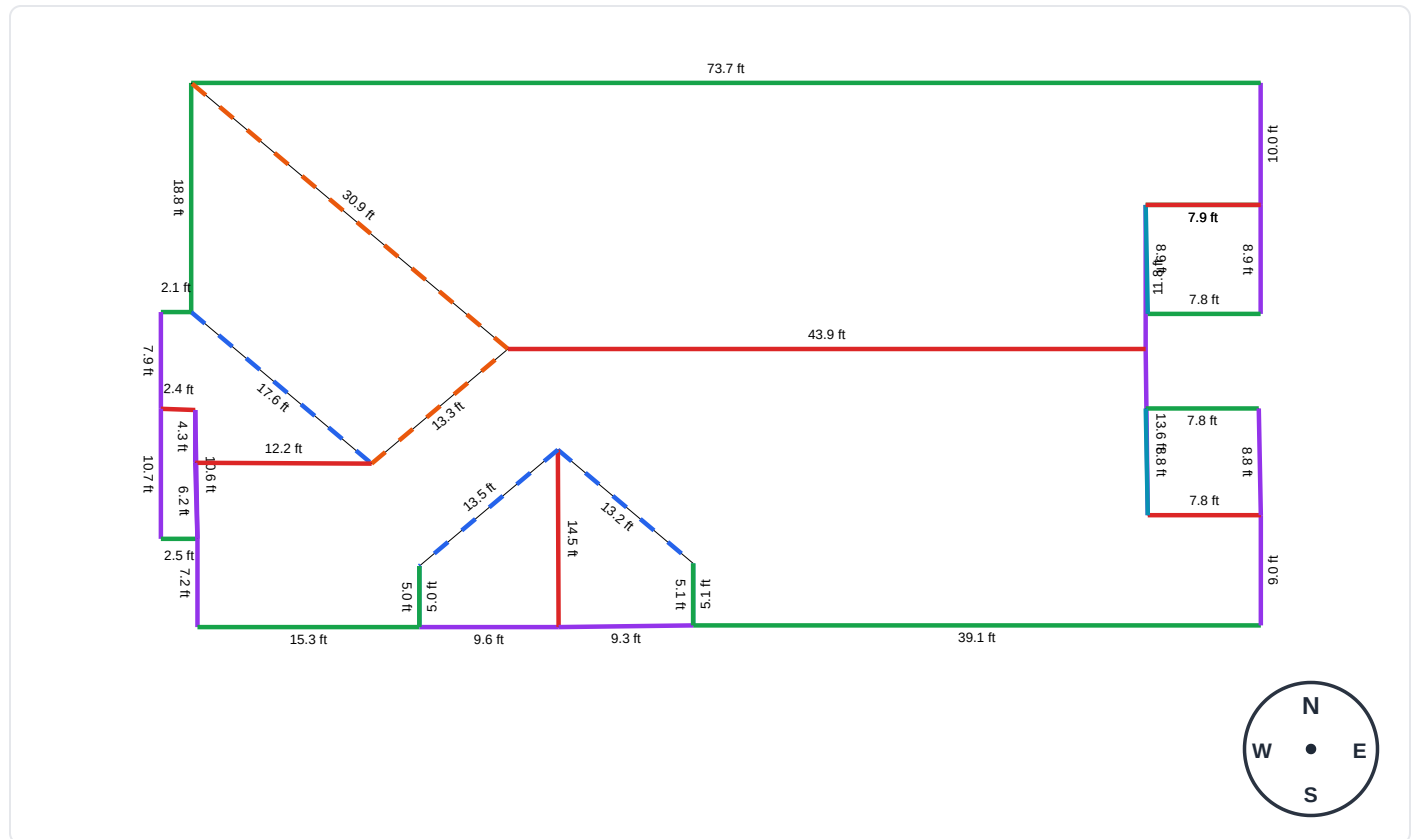 73.7 ft
10.0 ft
18.8 ft
30.9 ft
7.9 ft
8.9 ft
8.9 ft
11.8 ft
2.1 ft
7.8 ft
43.9 ft
7.9 ft
2.4 ft
17.6 ft
13.3 ft
7.8 ft
4.3 ft
12.2 ft
10.6 ft
10.7 ft
13.6 ft
8.8 ft
8.8 ft
6.2 ft
13.5 ft
13.2 ft
7.8 ft
14.5 ft
2.5 ft
7.2 ft
5.0 ft
5.0 ft
5.1 ft
5.1 ft
9.0 ft
15.3 ft
9.6 ft
9.3 ft
39.1 ft
N
W
E
S